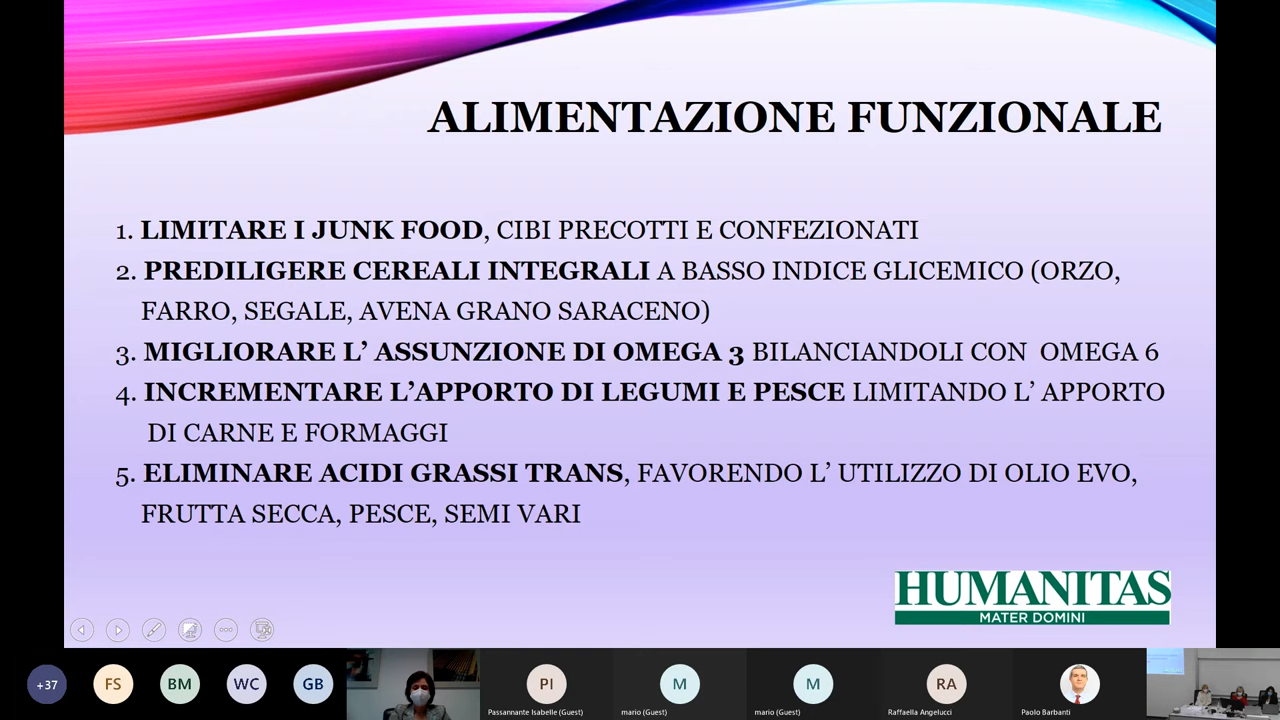 ALIMENTAZIONE FUNZIONALE
1. LIMITARE I JUNK FOOD, CIBI PRECOTTI E CONFEZIONATI
2. PREDILIGERE CEREALI INTEGRALI A BASSO INDICE GLICEMICO (ORZO,
FARRO, SEGALE, AVENA GRANO SARACENO)
3. MIGLIORARE L’ ASSUNZIONE DI OMEGA 3 BILANCIANDOLI CON OMEGA 6
4. INCREMENTARE L’APPORTO DI LEGUMI E PESCE LIMITANDO L’ APPORTO
DI CARNE E FORMAGGI
5. ELIMINARE ACIDI GRASSI TRANS, FAVORENDO L’ UTILIZZO DI OLIO EVO,
FRUTTA SECCA, PESCE, SEMI VARI
HUMANITAS
MATER DOMINI
+37 FS BM WC GB PI M M RA
Passannante Isabelle (Guest) mario (Guest) mario (Guest) Raffaella Angelucci Paolo Barbanti